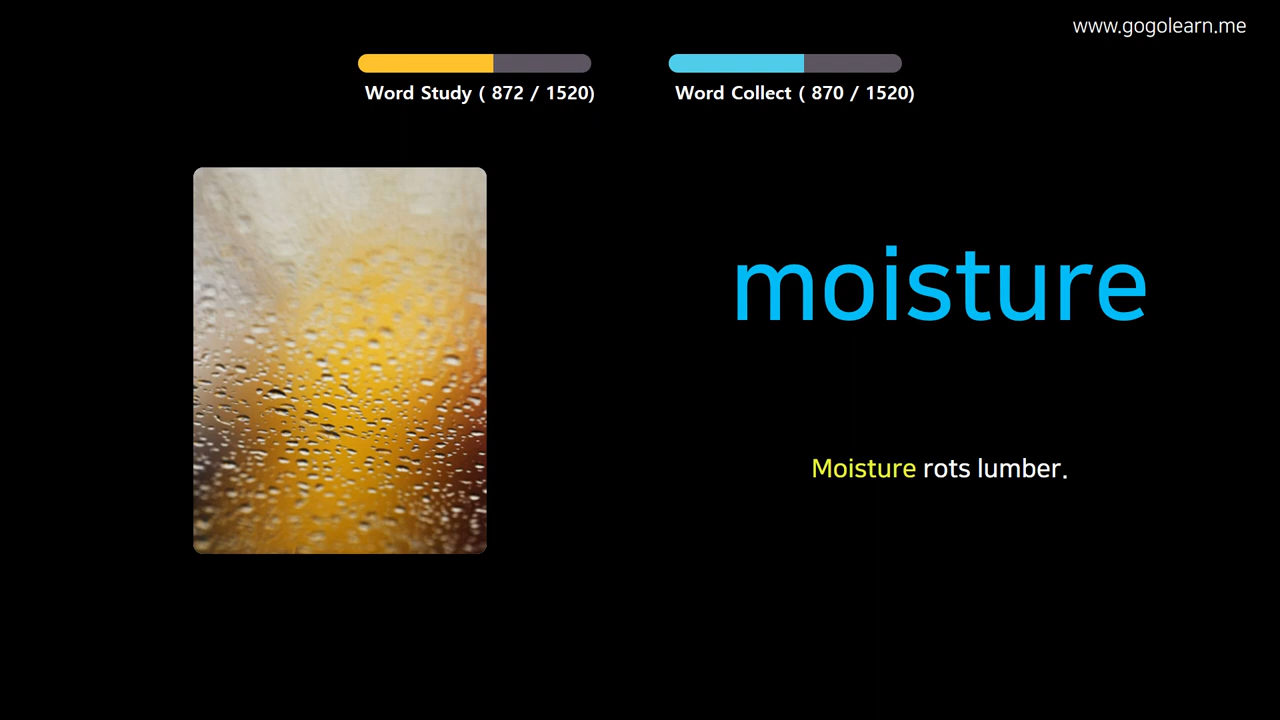 www.gogolearn.me
Word Study ( 872 / 1520)
Word Collect ( 870 / 1520)
moisture
Moisture rots lumber.